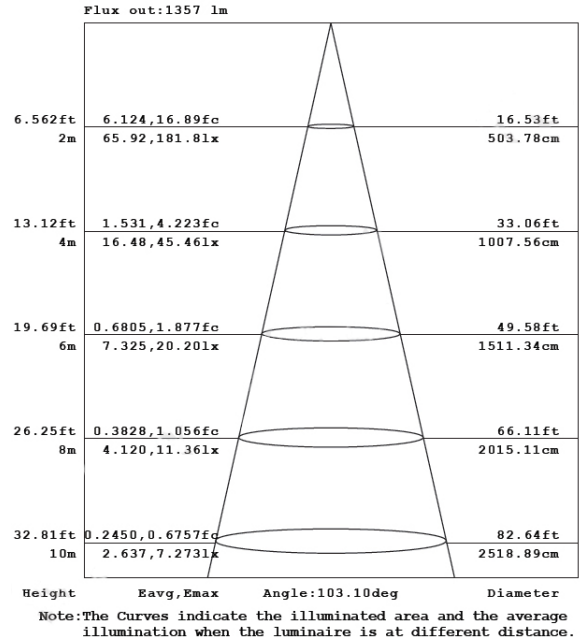 Flux out:1357 lm
6.562ft 6.124,16.89fc 16.53ft
2m 65.92,181.8lx 503.78cm
13.12ft 1.531,4.223fc 33.06ft
4m 16.48,45.46lx 1007.56cm
19.69ft 0.6805,1.877fc 49.58ft
6m 7.325,20.20lx 1511.34cm
26.25ft 0.3828,1.056fc 66.11ft
8m 4.120,11.36lx 2015.11cm
32.81ft 0.2450,0.6757fc 82.64ft
10m 2.637,7.273lx 2518.89cm
Height Eavg,Emax Angle:103.10deg Diameter
Note:The Curves indicate the illuminated area and the average
illumination when the luminaire is at different distance.